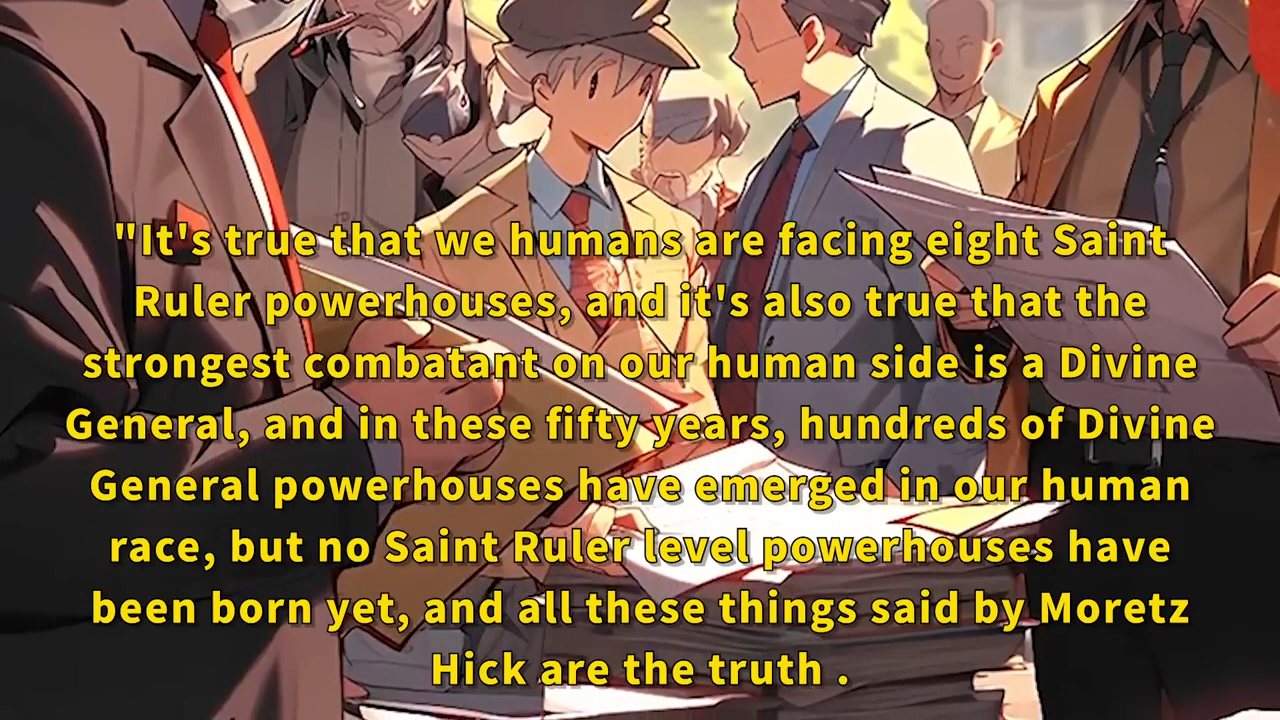 "It's true that we humans are facing eight Saint
Ruler powerhouses, and it's also true that the
strongest combatant on our human side is a Divine
General, and in these fifty years, hundreds of Divine
General powerhouses have emerged in our human
race, but no Saint Ruler level powerhouses have
been born yet, and all these things said by Moretz
Hick are the truth .